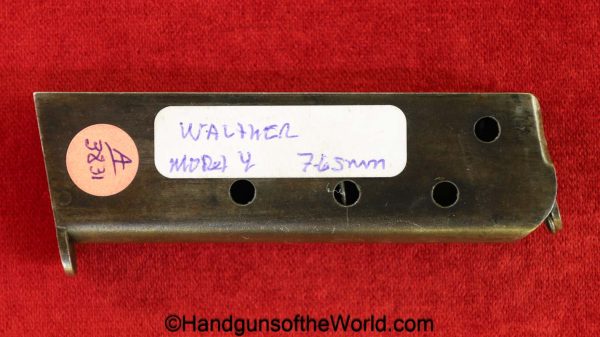 WALTHER
MODEL 4 7.65mm
A
3831
©HandgunsoftheWorld.com